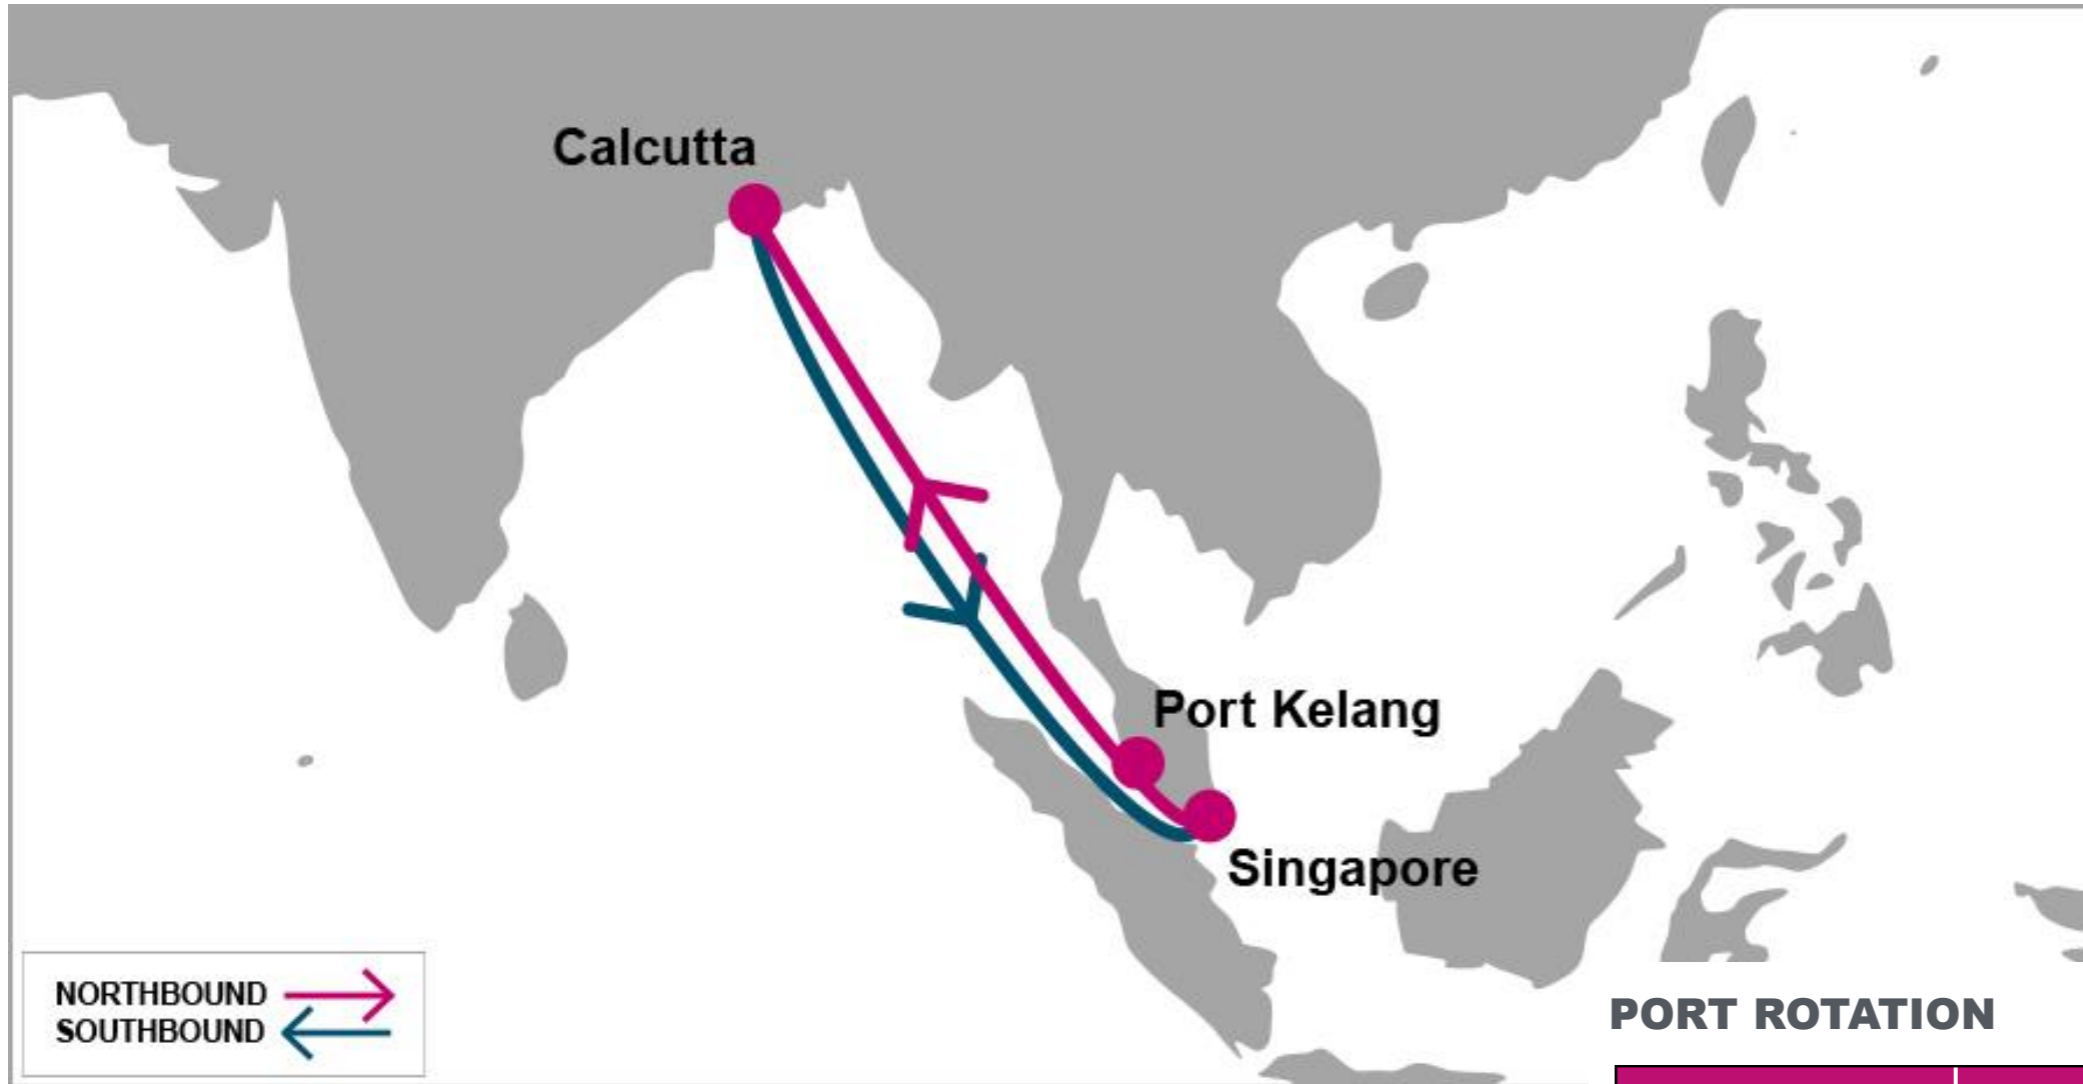 Calcutta
Port Kelang
Singapore
NORTHBOUND
SOUTHBOUND
PORT ROTATION